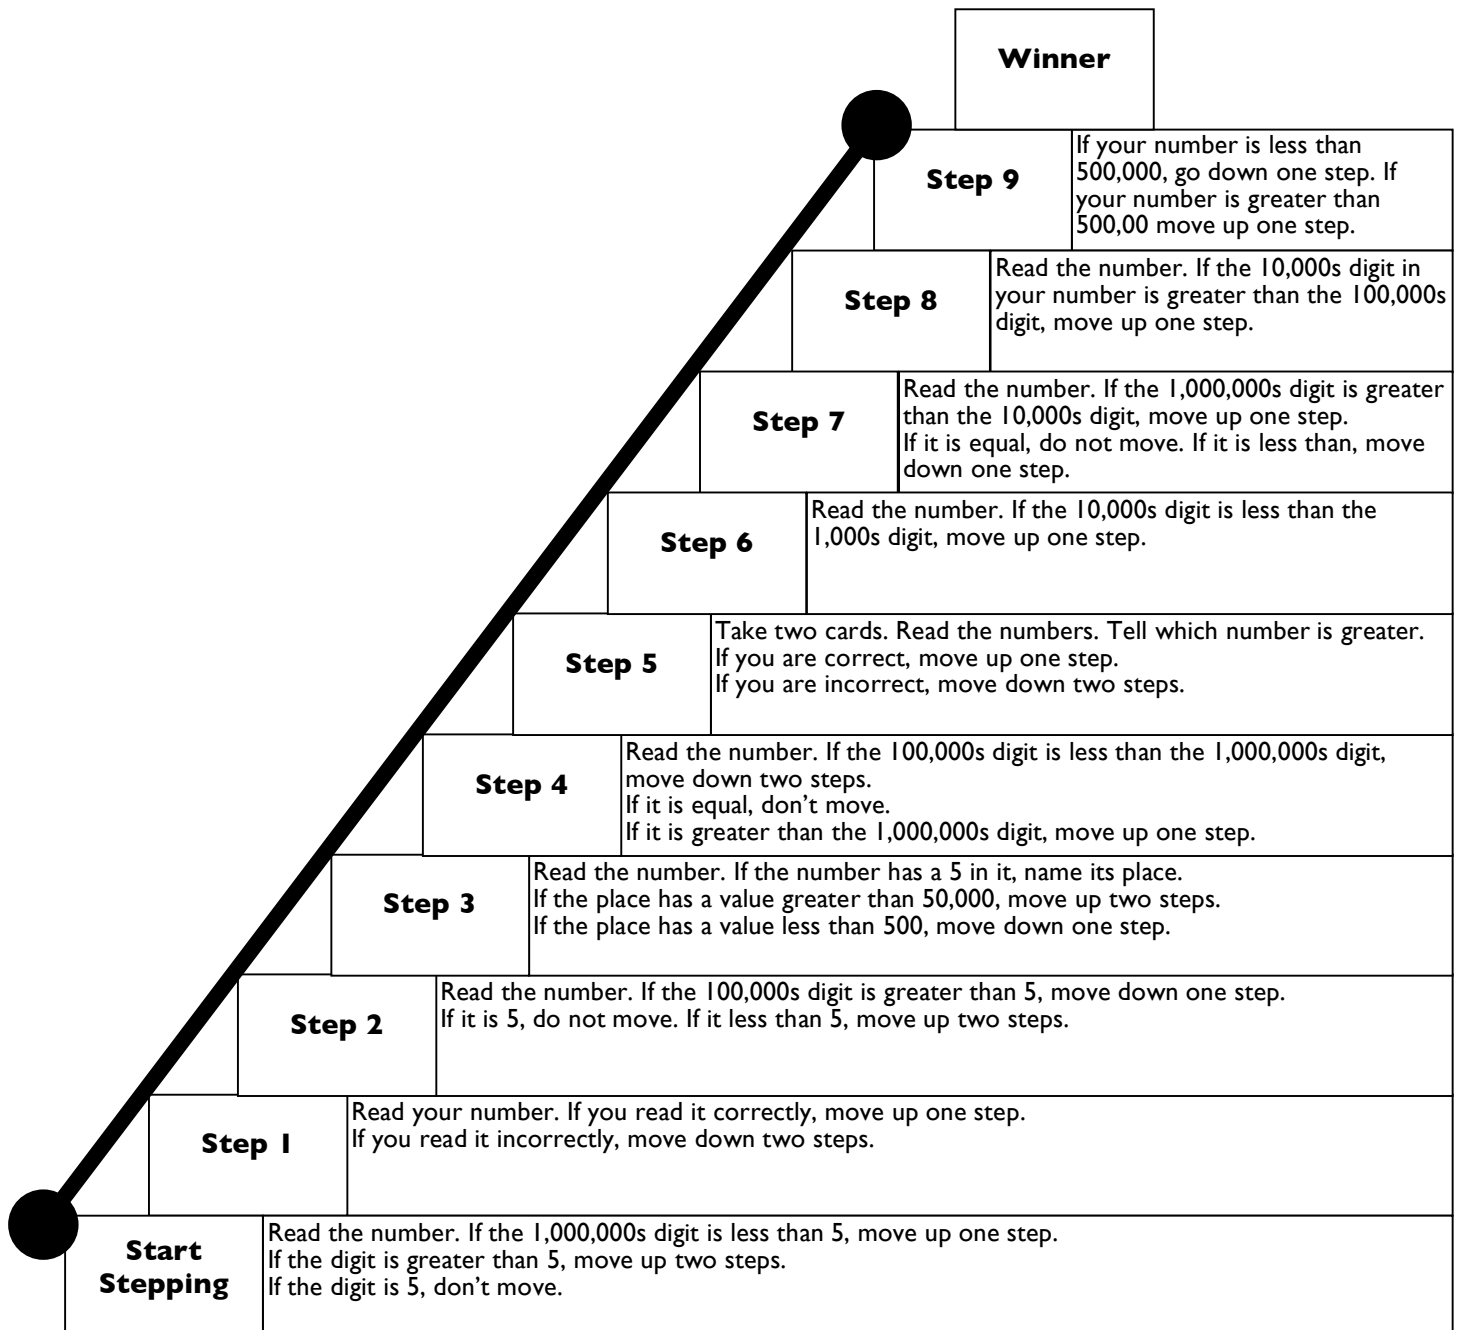 Winner
Step 9
If your number is less than
500,000, go down one step. If
your number is greater than
500,00 move up one step.
Step 8
Read the number. If the 10,000s digit in
your number is greater than the 100,000s
digit, move up one step.
Step 7
Read the number. If the 1,000,000s digit is greater
than the 10,000s digit, move up one step.
If it is equal, do not move. If it is less than, move
down one step.
Step 6
Read the number. If the 10,000s digit is less than the
1,000s digit, move up one step.
Step 5
Take two cards. Read the numbers. Tell which number is greater.
If you are correct, move up one step.
If you are incorrect, move down two steps.
Step 4
Read the number. If the 100,000s digit is less than the 1,000,000s digit,
move down two steps.
If it is equal, don't move.
If it is greater than the 1,000,000s digit, move up one step.
Step 3
Read the number. If the number has a 5 in it, name its place.
If the place has a value greater than 50,000, move up two steps.
If the place has a value less than 500, move down one step.
Step 2
Read the number. If the 100,000s digit is greater than 5, move down one step.
If it is 5, do not move. If it less than 5, move up two steps.
Step 1
Read your number. If you read it correctly, move up one step.
If you read it incorrectly, move down two steps.
Start
Stepping
Read the number. If the 1,000,000s digit is less than 5, move up one step.
If the digit is greater than 5, move up two steps.
If the digit is 5, don't move.